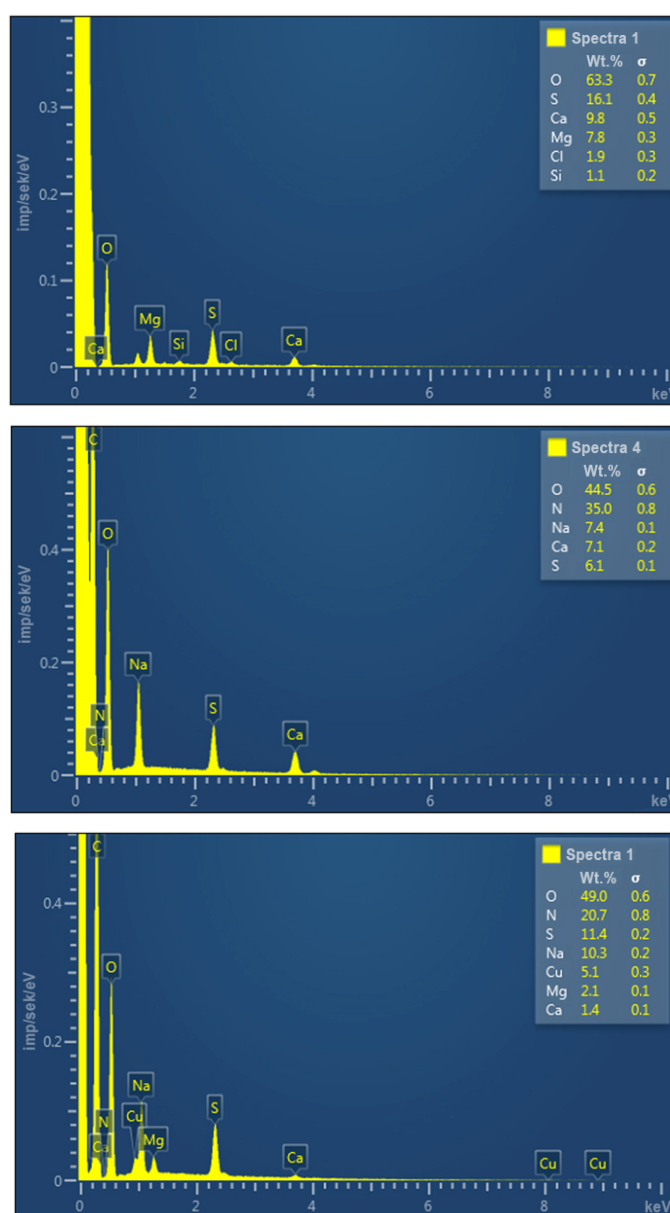 Spectra 1
Wt.% σ
O 63.3 0.7
S 16.1 0.4
Ca 9.8 0.5
Mg 7.8 0.3
Cl 1.9 0.3
Si 1.1 0.2
imp/sek/eV
0.3
0.2
0.1
0
O
Mg
Si
S
Cl
Ca
Ca
0 2 4 6 8 keV
Spectra 4
Wt.% σ
O 44.5 0.6
N 35.0 0.8
Na 7.4 0.1
Ca 7.1 0.2
S 6.1 0.1
imp/sek/eV
0.4
0.2
0
C
O
N
Ca
Na
S
Ca
0 2 4 6 8 keV
Spectra 1
Wt.% σ
O 49.0 0.6
N 20.7 0.8
S 11.4 0.2
Na 10.3 0.2
Cu 5.1 0.3
Mg 2.1 0.1
Ca 1.4 0.1
imp/sek/eV
0.4
0.2
0
C
O
N
Ca
Cu
Na
Mg
S
Ca
Cu
Cu
0 2 4 6 8 keV